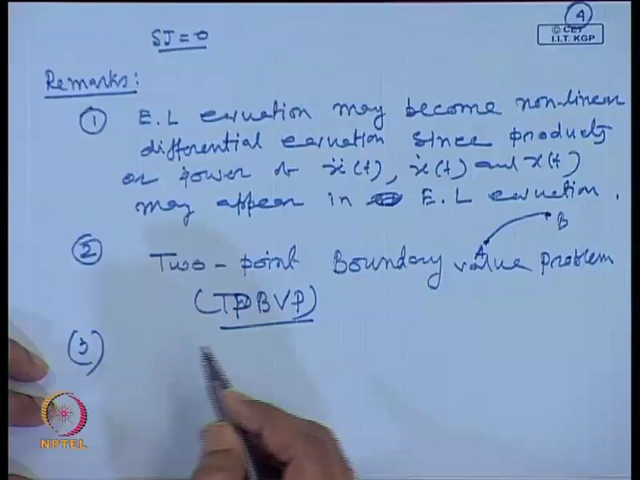 4
© CET
I.I.T. KGP
δJ = 0
Remarks:
① E.L equation may become non-linear
differential equation since products
or power of ẍ(t), ẋ(t) and x(t)
may appear in E.L equation.
② Two-point Boundary value problem
A B
(TPBVP)
(3)
NPTEL